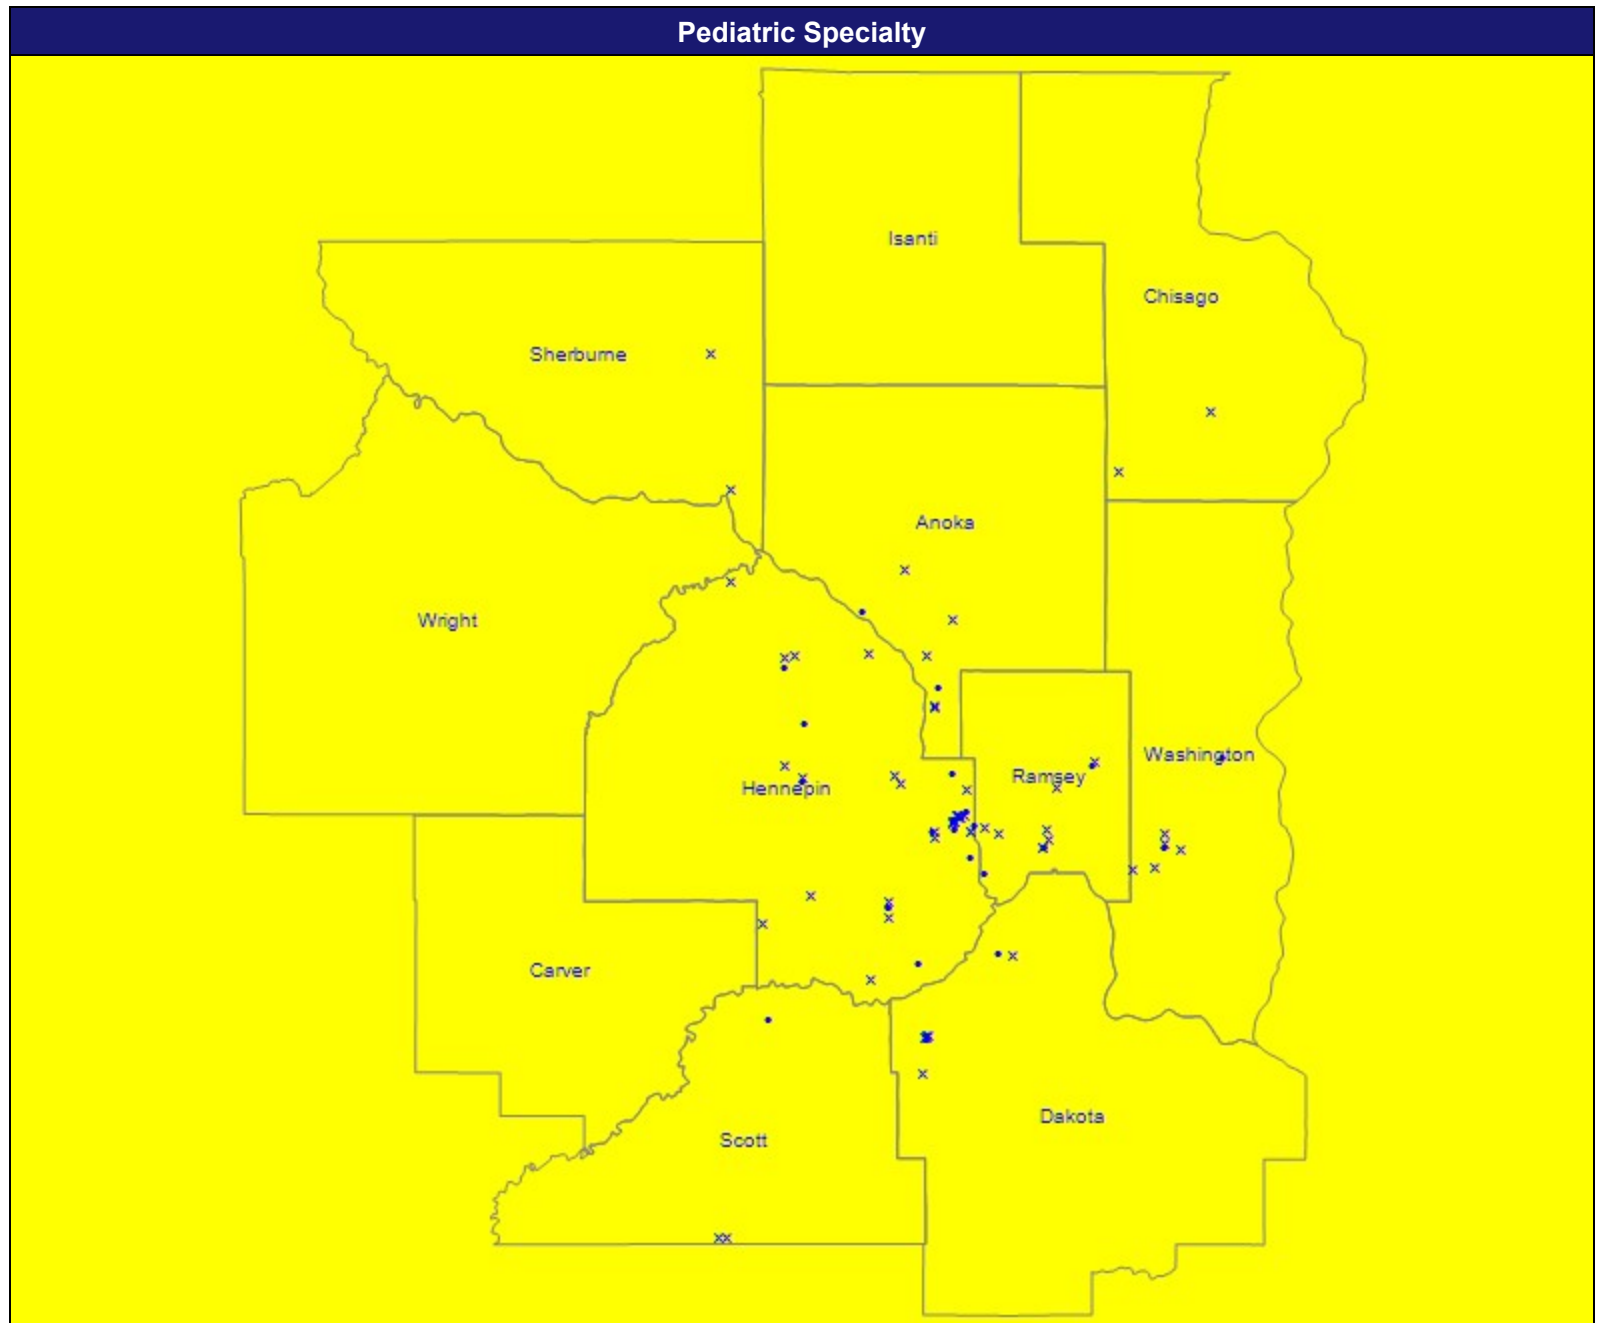 Pediatric Specialty
Isanti
Chisago
Sherburne
Anoka
Wright
Washington
Ramsey
Hennepin
Carver
Dakota
Scott